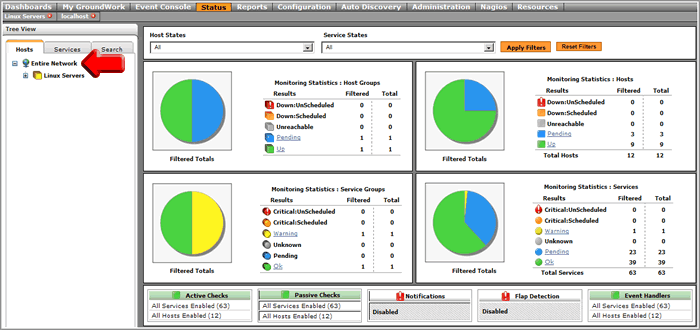 Dashboards My GroundWork Event Console Status Reports Configuration Auto Discovery Administration Nagios Resources
Linux Servers localhost
Tree View
Hosts Services Search
Entire Network
Linux Servers
Host States Service States
All All Apply Filters Reset Filters
Monitoring Statistics : Host Groups
Results Filtered Total
Down:UnScheduled 0 0
Down:Scheduled 0 0
Unreachable 0 0
Pending 1 1
Up 1 1
Filtered Totals
Monitoring Statistics : Hosts
Results Filtered Total
Down:UnScheduled 0 0
Down:Scheduled 0 0
Unreachable 0 0
Pending 3 3
Up 9 9
Total Hosts 12 12
Filtered Totals
Monitoring Statistics : Service Groups
Results Filtered Total
Critical:UnScheduled 0 0
Critical:Scheduled 0 0
Warning 1 1
Unknown 0 0
Pending 0 0
Ok 1 1
Filtered Totals
Monitoring Statistics : Services
Results Filtered Total
Critical:UnScheduled 0 0
Critical:Scheduled 0 0
Warning 1 1
Unknown 0 0
Pending 23 23
Ok 39 39
Total Services 63 63
Filtered Totals
Active Checks
All Services Enabled (63)
All Hosts Enabled (12)
Passive Checks
All Services Enabled (63)
All Hosts Enabled (12)
Notifications
Disabled
Flap Detection
Disabled
Event Handlers
All Services Enabled (63)
All Hosts Enabled (12)